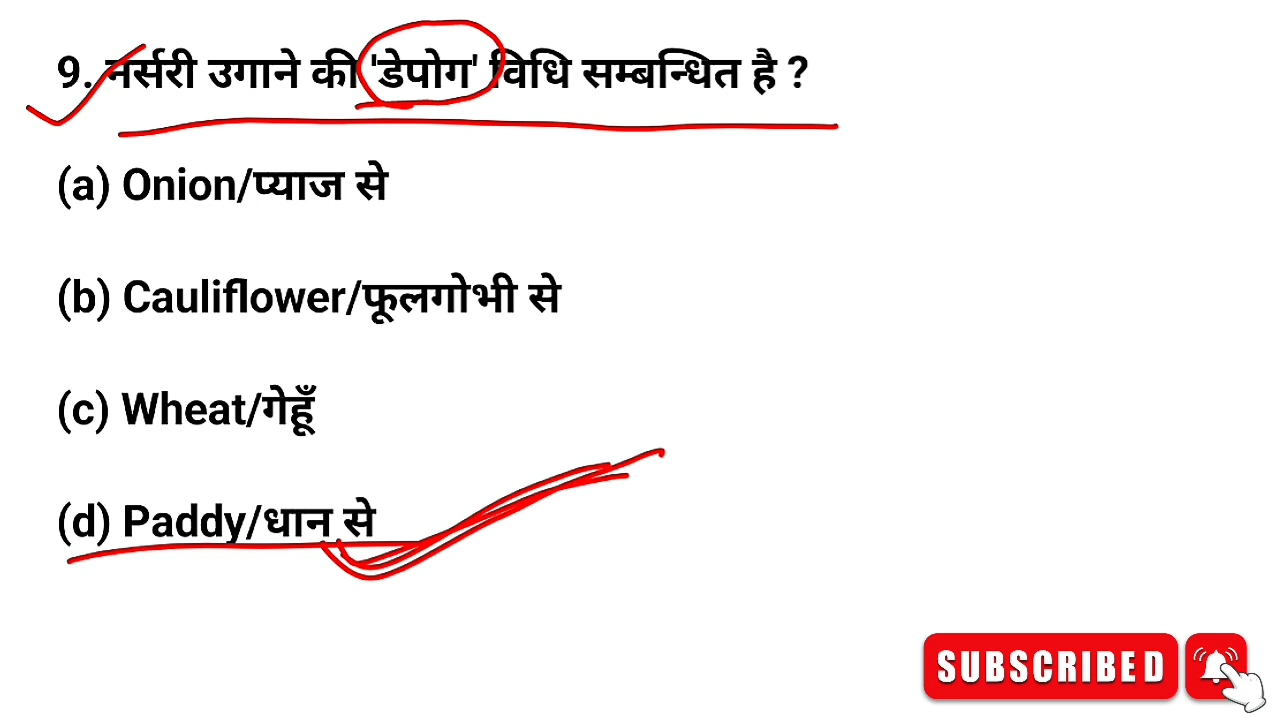 9. नर्सरी उगाने की 'डेपोग' विधि सम्बन्धित है ?
(a) Onion/प्याज से
(b) Cauliflower/फूलगोभी से
(c) Wheat/गेहूँ
(d) Paddy/धान से
SUBSCRIBED